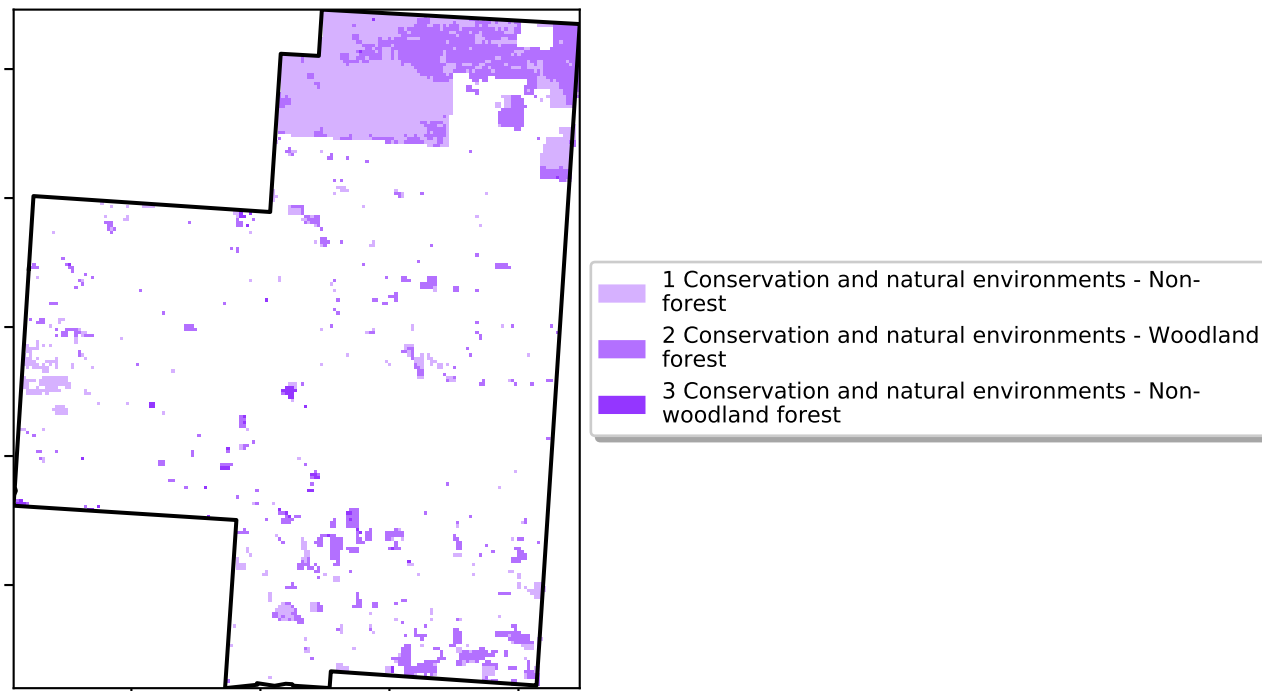 1 Conservation and natural environments - Non-
forest
2 Conservation and natural environments - Woodland
forest
3 Conservation and natural environments - Non-
woodland forest